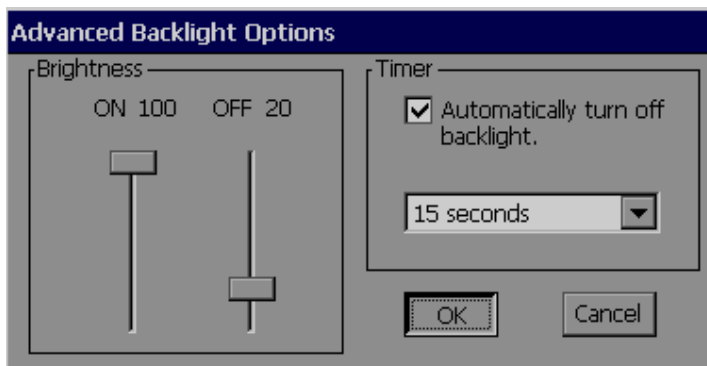 Advanced Backlight Options
Brightness
ON 100 OFF 20
Timer
Automatically turn off
backlight.
15 seconds
OK
Cancel